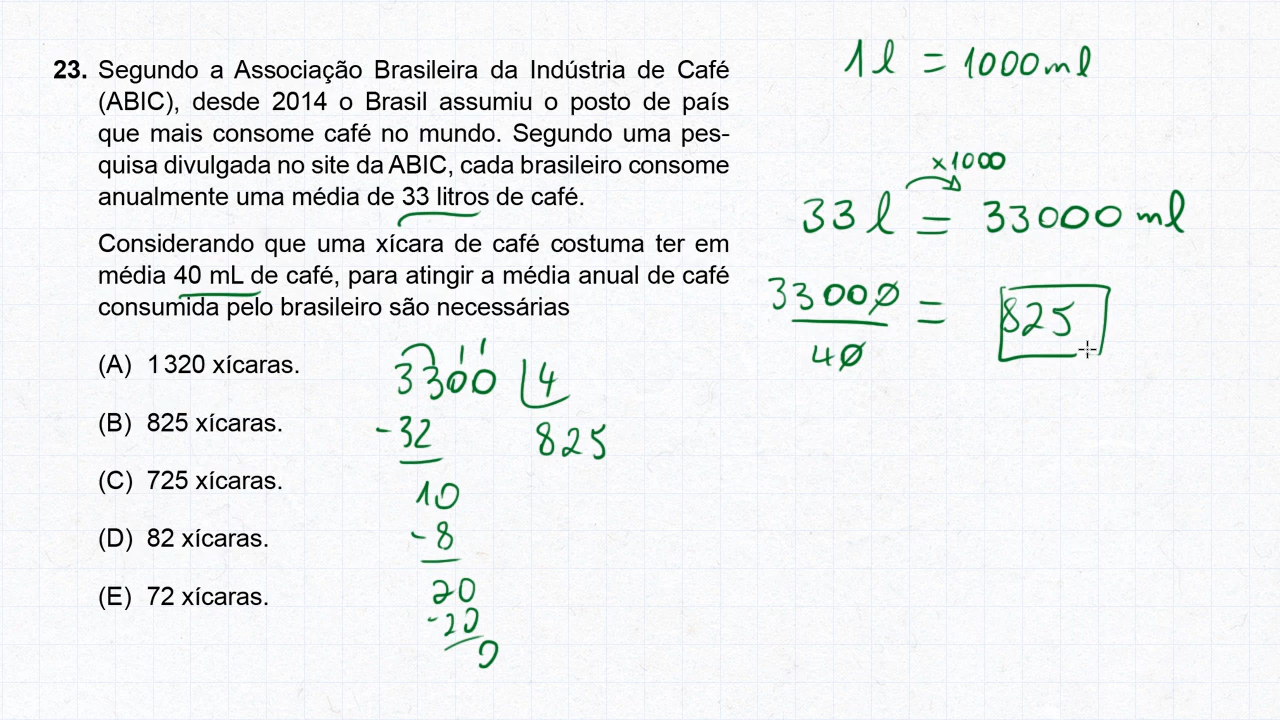 23. Segundo a Associação Brasileira da Indústria de Café
(ABIC), desde 2014 o Brasil assumiu o posto de país
que mais consome café no mundo. Segundo uma pes-
quisa divulgada no site da ABIC, cada brasileiro consome
anualmente uma média de 33 litros de café.
Considerando que uma xícara de café costuma ter em
média 40 mL de café, para atingir a média anual de café
consumida pelo brasileiro são necessárias
(A) 1 320 xícaras.
(B) 825 xícaras.
(C) 725 xícaras.
(D) 82 xícaras.
(E) 72 xícaras.
3300 4
-32 825
10
-8
20
-20
0
1l = 1000ml
x1000
33l = 33000 ml
33000 = 825
40